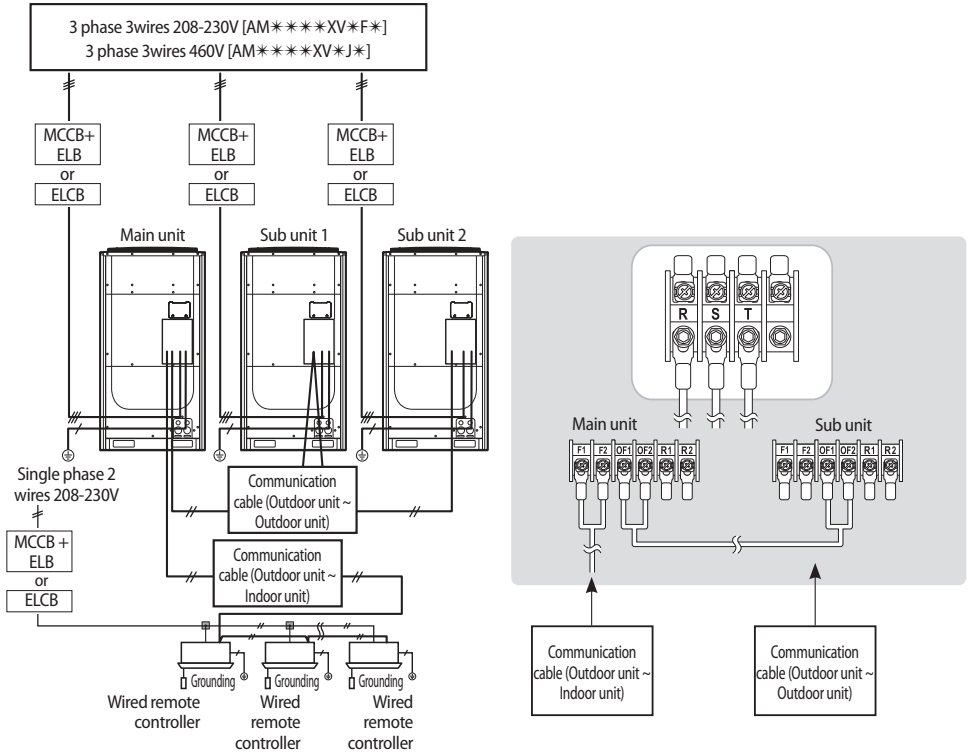 3 phase 3wires 208-230V [AM✳✳✳✳XV✳F✳]
3 phase 3wires 460V [AM✳✳✳✳XV✳J✳]
MCCB+
ELB
or
ELCB
MCCB+
ELB
or
ELCB
MCCB+
ELB
or
ELCB
Main unit
Sub unit 1
Sub unit 2
Single phase 2
wires 208-230V
MCCB +
ELB
or
ELCB
Communication
cable (Outdoor unit ~
Outdoor unit)
Communication
cable (Outdoor unit ~
Indoor unit)
Grounding
Grounding
Grounding
Wired remote
controller
Wired
remote
controller
Wired
remote
controller
R S T
Main unit
F1 F2 OF1 OF2 R1 R2
Sub unit
F1 F2 OF1 OF2 R1 R2
Communication
cable (Outdoor unit ~
Indoor unit)
Communication
cable (Outdoor unit ~
Outdoor unit)